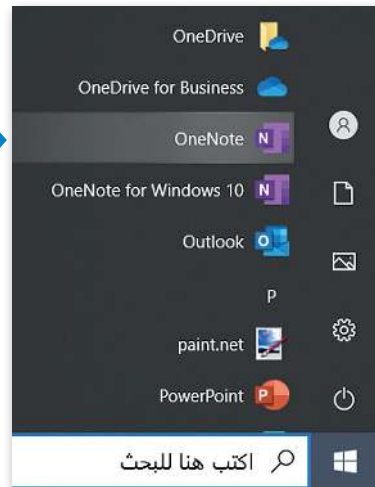 OneDrive
OneDrive for Business
OneNote
OneNote for Windows 10
Outlook
P
paint.net
PowerPoint
اكتب هنا للبحث